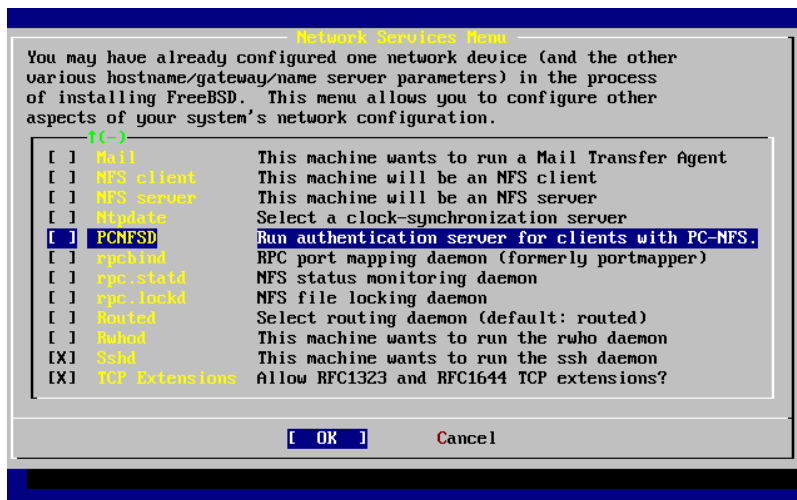 Network Services Menu
You may have already configured one network device (and the other
various hostname/gateway/name server parameters) in the process
of installing FreeBSD.  This menu allows you to configure other
aspects of your system's network configuration.
↑(-)
[ ] Mail This machine wants to run a Mail Transfer Agent
[ ] NFS client This machine will be an NFS client
[ ] NFS server This machine will be an NFS server
[ ] Ntpdate Select a clock-synchronization server
[ ] PCNFSD Run authentication server for clients with PC-NFS.
[ ] rpcbind RPC port mapping daemon (formerly portmapper)
[ ] rpc.statd NFS status monitoring daemon
[ ] rpc.lockd NFS file locking daemon
[ ] Routed Select routing daemon (default: routed)
[ ] Rwhod This machine wants to run the rwho daemon
[X] Sshd This machine wants to run the ssh daemon
[X] TCP Extensions Allow RFC1323 and RFC1644 TCP extensions?
[ OK ] Cancel